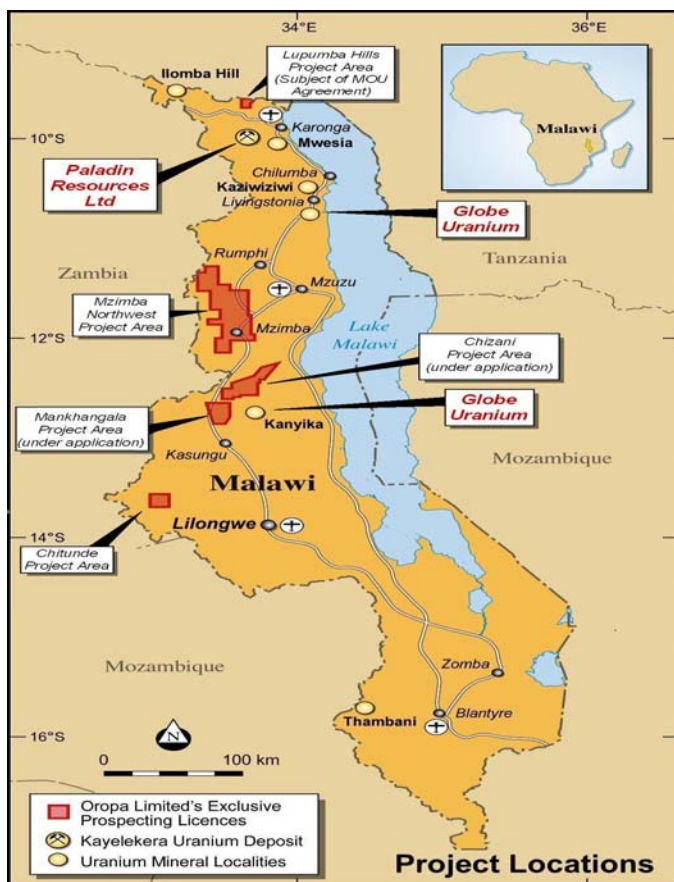 34°E
36°E
Ilomba Hill
Lupumba Hills
Project Area
(Subject of MOU
Agreement)
Malawi
10°S
Karonga
Mwesia
Paladin
Resources
Ltd
Chilumba
Kaziwiziwi
Livingstonia
Globe
Uranium
Rumphi
Zambia
Tanzania
Mzuzu
Mzimba
Northwest
Project Area
Mzimba
12°S
Lake
Malawi
Chizani
Project Area
(under application)
Mankhangala
Project Area
(under application)
Kanyika
Globe
Uranium
Kasungu
Mozambique
Malawi
14°S
Lilongwe
Chitunde
Project Area
Mozambique
Zomba
Thambani
Blantyre
16°S
N
0
100 km
Oropa Limited's Exclusive
Prospecting Licences
Kayelekera Uranium Deposit
Uranium Mineral Localities
Project Locations